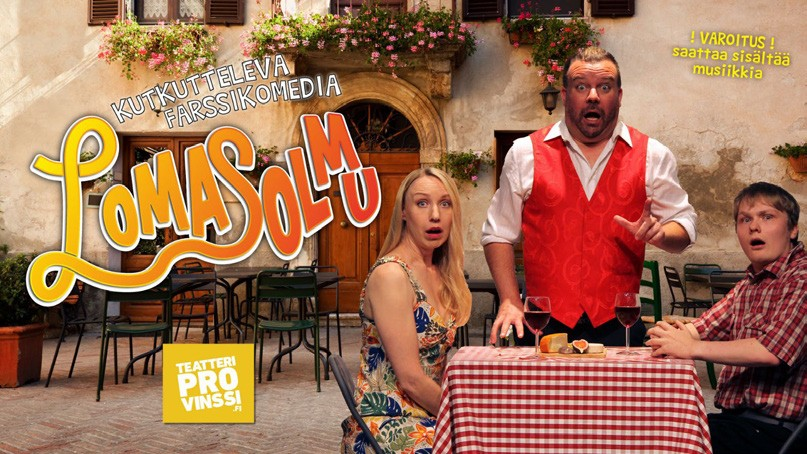 KUTKUTTELEVA
FARSSIKOMEDIA
LOMASOLMU
! VAROITUS !
saattaa sisältää
musiikkia
TEATTERI
PRO
VINSSI
.FI